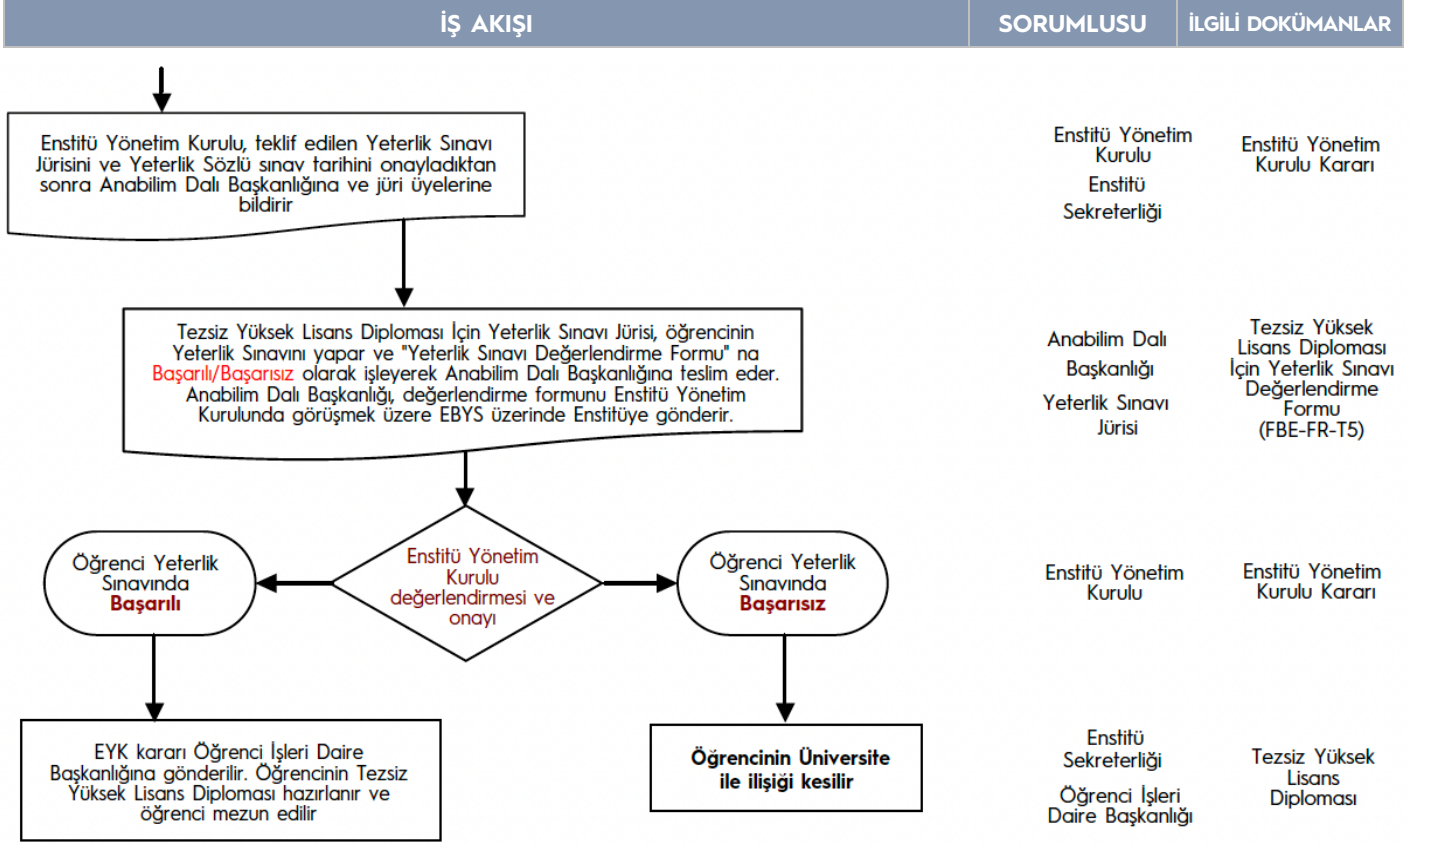 İŞ AKIŞI
SORUMLUSU
İLGİLİ DOKÜMANLAR
Enstitü Yönetim Kurulu, teklif edilen Yeterlik Sınavı
Jürisini ve Yeterlik Sözlü sınav tarihini onayladıktan
sonra Anabilim Dalı Başkanlığına ve jüri üyelerine
bildirir
Enstitü Yönetim
Kurulu
Enstitü
Sekreterliği
Enstitü Yönetim
Kurulu Kararı
Tezsiz Yüksek Lisans Diploması İçin Yeterlik Sınavı Jürisi, öğrencinin
Yeterlik Sınavını yapar ve "Yeterlik Sınavı Değerlendirme Formu" na
Başarılı/Başarısız olarak işleyerek Anabilim Dalı Başkanlığına teslim eder.
Anabilim Dalı Başkanlığı, değerlendirme formunu Enstitü Yönetim
Kurulunda görüşmek üzere EBYS üzerinde Enstitüye gönderir.
Anabilim Dalı
Başkanlığı
Yeterlik Sınavı
Jürisi
Tezsiz Yüksek
Lisans Diploması
İçin Yeterlik Sınavı
Değerlendirme
Formu
(FBE-FR-T5)
Öğrenci Yeterlik
Sınavında
Başarılı
Enstitü Yönetim
Kurulu
değerlendirmesi ve
onayı
Öğrenci Yeterlik
Sınavında
Başarısız
Enstitü Yönetim
Kurulu
Enstitü Yönetim
Kurulu Kararı
EYK kararı Öğrenci İşleri Daire
Başkanlığına gönderilir. Öğrencinin Tezsiz
Yüksek Lisans Diploması hazırlanır ve
öğrenci mezun edilir
Öğrencinin Üniversite
ile ilişiği kesilir
Enstitü
Sekreterliği
Öğrenci İşleri
Daire Başkanlığı
Tezsiz Yüksek
Lisans
Diploması